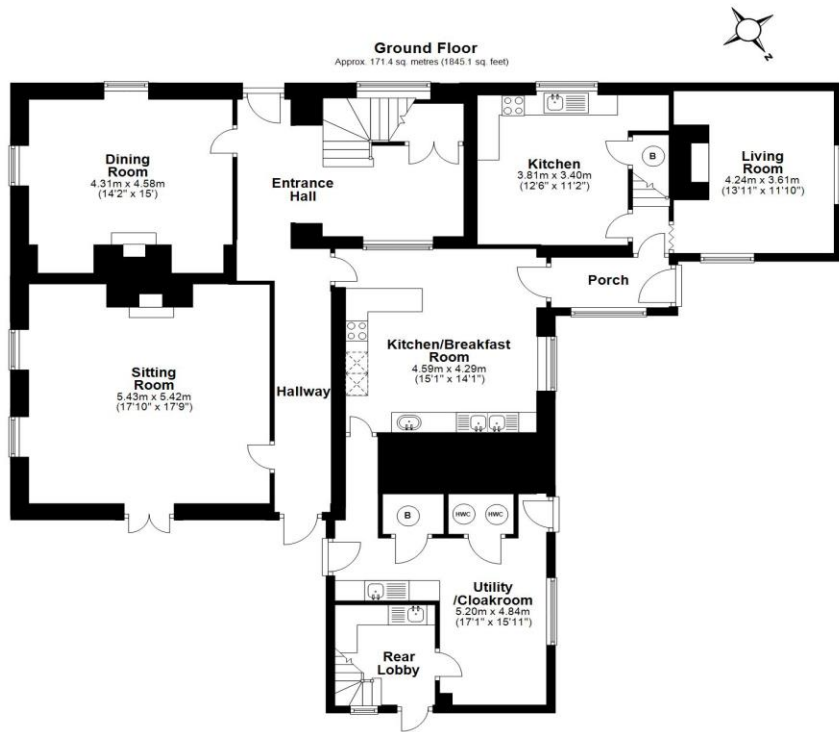 N
Ground Floor
Approx. 171.4 sq. metres (1845.1 sq. feet)
Dining
Room
4.31m x 4.58m
(14'2" x 15')
Entrance
Hall
Kitchen
3.81m x 3.40m
(12'6" x 11'2")
B
Living
Room
4.24m x 3.61m
(13'11" x 11'10")
Porch
Sitting
Room
5.43m x 5.42m
(17'10" x 17'9")
Hallway
Kitchen/Breakfast
Room
4.59m x 4.29m
(15'1" x 14'1")
B
HWC
HWC
Utility
/Cloakroom
5.20m x 4.84m
(17'1" x 15'11")
Rear
Lobby